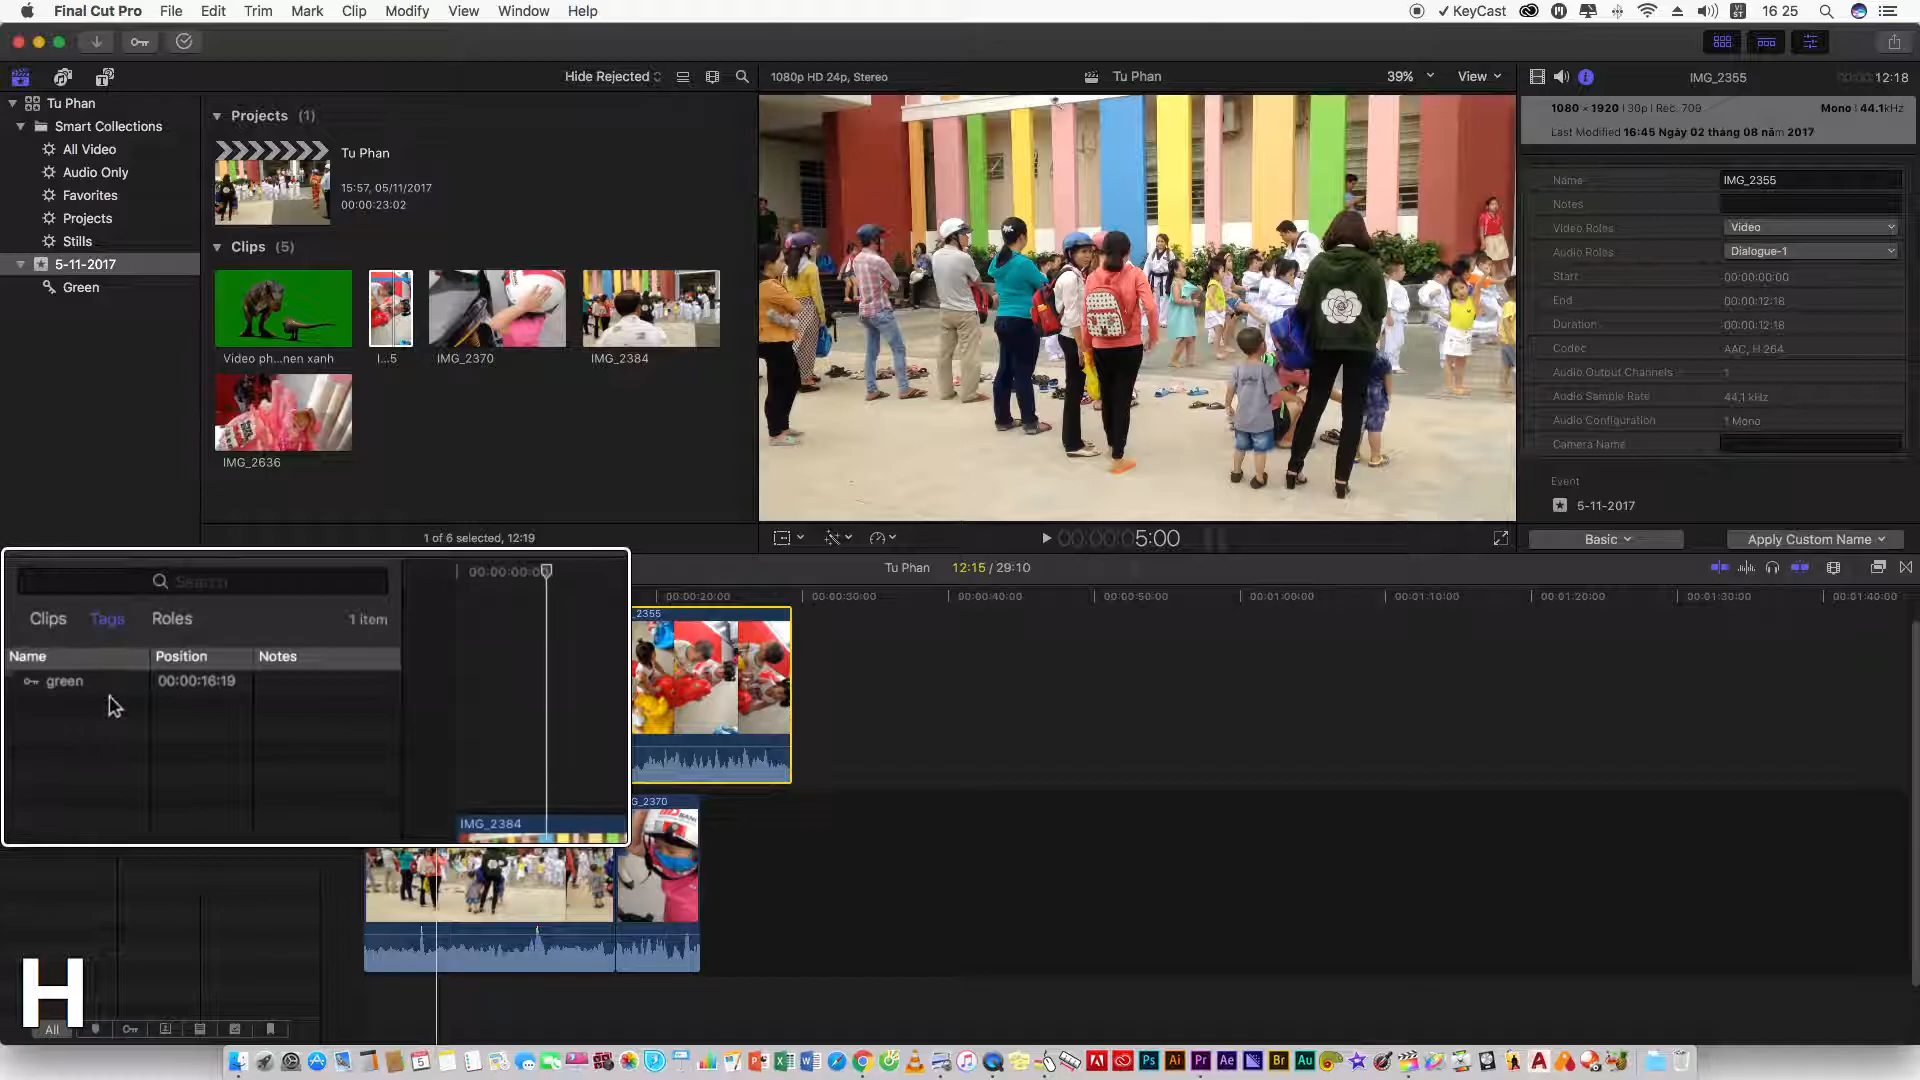 Final Cut Pro File Edit Trim Mark Clip Modify View Window Help
KeyCast 16 25
Hide Rejected
1080p HD 24p, Stereo
Tu Phan
39%
View
IMG_2355
12:18
Tu Phan
Smart Collections
All Video
Audio Only
Favorites
Projects
Stills
5-11-2017
Green
Projects (1)
Tu Phan
15:57, 05/11/2017
00:00:23:02
Clips (5)
Video ph...nen xanh
I...5
IMG_2370
IMG_2384
IMG_2636
1 of 6 selected, 12:19
5:00
1080 × 1920 | 30p | Rec. 709
Mono | 44.1kHz
Last Modified 16:45 Ngày 02 tháng 08 năm 2017
Name IMG_2355
Notes
Video Roles Video
Audio Roles Dialogue-1
Start 00:00:00:00
End 00:00:12:18
Duration 00:00:12:18
Codec AAC, H.264
Audio Output Channels 1
Audio Sample Rate 44,1 kHz
Audio Configuration 1 Mono
Camera Name
Event
5-11-2017
Basic
Apply Custom Name
Search
Clips Tags Roles 1 item
Name Position Notes
green 00:00:16:19
IMG_2384
Tu Phan 12:15 / 29:10
00:00:20:00 00:00:30:00 00:00:40:00 00:00:50:00 00:01:00:00 00:01:10:00 00:01:20:00 00:01:30:00 00:01:40:00
2355
G_2370
H
All